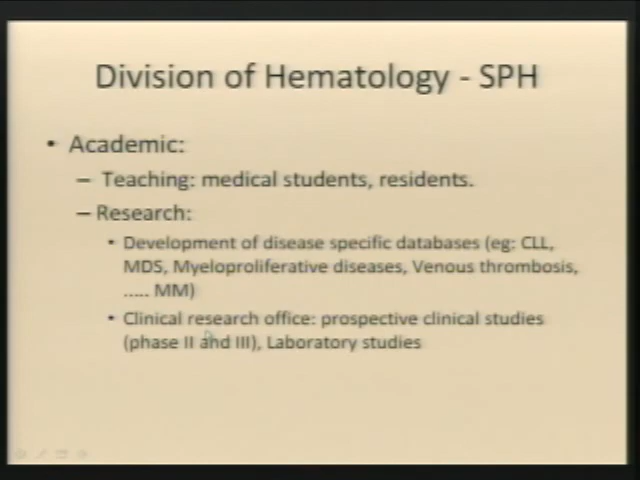 Division of Hematology - SPH
• Academic:
– Teaching: medical students, residents.
– Research:
• Development of disease specific databases (eg: CLL,
MDS, Myeloproliferative diseases, Venous thrombosis,
..... MM)
• Clinical research office: prospective clinical studies
(phase II and III), Laboratory studies